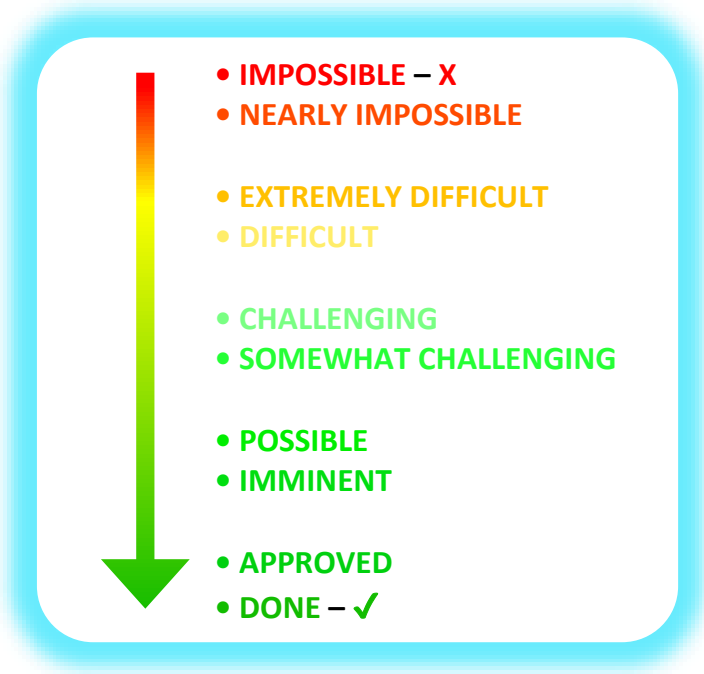 • IMPOSSIBLE – X
• NEARLY IMPOSSIBLE
• EXTREMELY DIFFICULT
• DIFFICULT
• CHALLENGING
• SOMEWHAT CHALLENGING
• POSSIBLE
• IMMINENT
• APPROVED
• DONE – ✓